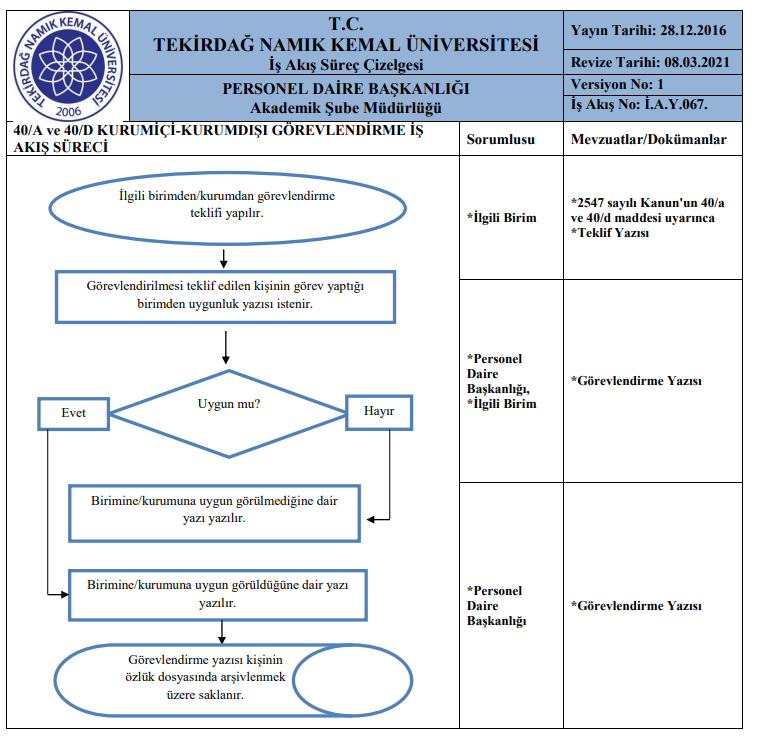 TEKİRDAĞ NAMIK KEMAL ÜNİVERSİTESİ
2006
T.C.
TEKİRDAĞ NAMIK KEMAL ÜNİVERSİTESİ
İş Akış Süreç Çizelgesi
PERSONEL DAİRE BAŞKANLIĞI
Akademik Şube Müdürlüğü
Yayın Tarihi: 28.12.2016
Revize Tarihi: 08.03.2021
Versiyon No: 1
İş Akış No: İ.A.Y.067.
40/A ve 40/D KURUMİÇİ-KURUMDIŞI GÖREVLENDİRME İŞ
AKIŞ SÜRECİ
Sorumlusu
Mevzuatlar/Dokümanlar
İlgili birimden/kurumdan görevlendirme
teklifi yapılır.
*İlgili Birim
*2547 sayılı Kanun'un 40/a
ve 40/d maddesi uyarınca
*Teklif Yazısı
Görevlendirilmesi teklif edilen kişinin görev yaptığı
birimden uygunluk yazısı istenir.
Uygun mu?
Evet
Hayır
*Personel
Daire
Başkanlığı,
*İlgili Birim
*Görevlendirme Yazısı
Birimine/kurumuna uygun görülmediğine dair
yazı yazılır.
Birimine/kurumuna uygun görüldüğüne dair yazı
yazılır.
*Personel
Daire
Başkanlığı
*Görevlendirme Yazısı
Görevlendirme yazısı kişinin
özlük dosyasında arşivlenmek
üzere saklanır.